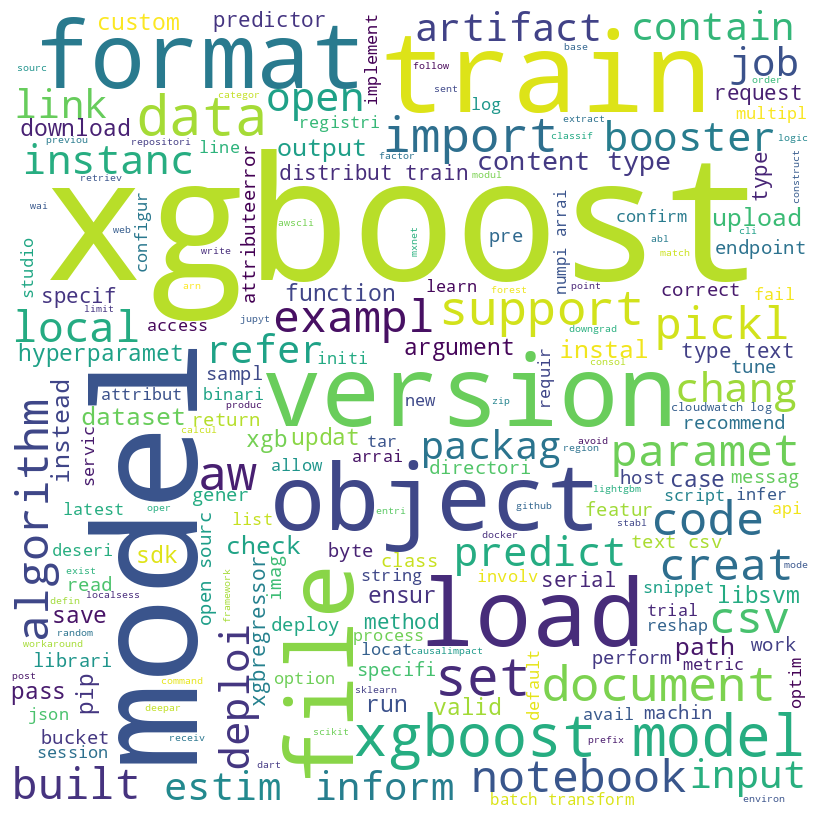 custom
predictor
artifact
contain
format
train
job
sourc
base
follow
sent
order
implement
link
data
open
categor
log
request
multipl
download
registri
import
booster
extract
previou
repositori
line
output
factor
classif
logic
instanc
distribut train
content type
type
construct
retriev
modul
xgboost
wai
web
configur
write
attributeerror
awscli
mxnet
pre
numpi arrai
confirm
abl
match
upload
endpoint
studio
specif
arn
function
learn
forest
point
correct
fail
limit
local
access
jupyt
exampl
support
pickl
downgrad
hyperparamet
refer
initi
argument
instal
consol
type text
tune
model
version
chang
attribut
binari
sampl
requir
instead
dataset
return
produc
new
zip
cloudwatch log
recommend
algorithm
servic
calcul
xgb
updat
tar
arrai
packag
region
avoid
paramet
aw
allow
directori
object
host
case
messag
latest
oper
gener
list
entri
github
lightgbm
script
infer
api
featur
code
docker
stabl
text csv
deseri
sdk
open sourc
check
byte
class
predict
creat
mode
exist
read
imag
string
involv
serial
snippet
libsvm
defin
localsess
framework
ensur
load
csv
save
random
xgbregressor
deploy
method
process
trial
reshap
workaround
file
locat
causalimpact
path
work
librari
deploi
specifi
set
perform
metric
optim
post
command
sklearn
document
pass
pip
deepar
option
default
json
run
valid
avail
machin
bucket
receiv
scikit
xgboost model
prefix
session
dart
built
estim
inform
notebook
input
batch transform
environ
cli